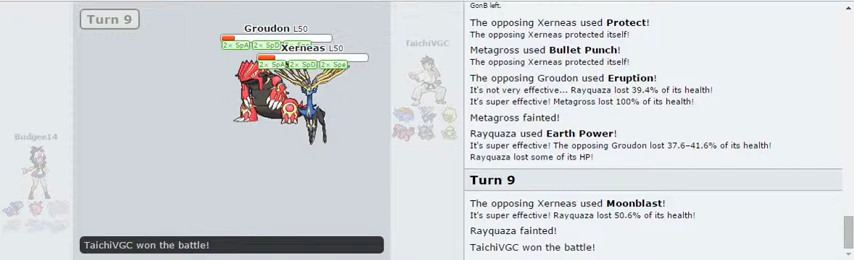 Turn 9
Groudon L50
2× SpA 2× SpD
Xerneas L50
2× SpA 2× SpD 2× Spe
TaichiVGC
Budgee14
TaichiVGC won the battle!
GonB left.
The opposing Xerneas used Protect!
The opposing Xerneas protected itself!
Metagross used Bullet Punch!
The opposing Xerneas protected itself!
The opposing Groudon used Eruption!
It's not very effective... Rayquaza lost 39.4% of its health!
It's super effective! Metagross lost 100% of its health!
Metagross fainted!
Rayquaza used Earth Power!
It's super effective! The opposing Groudon lost 37.6–41.6% of its health!
Rayquaza lost some of its HP!
Turn 9
The opposing Xerneas used Moonblast!
It's super effective! Rayquaza lost 50.6% of its health!
Rayquaza fainted!
TaichiVGC won the battle!